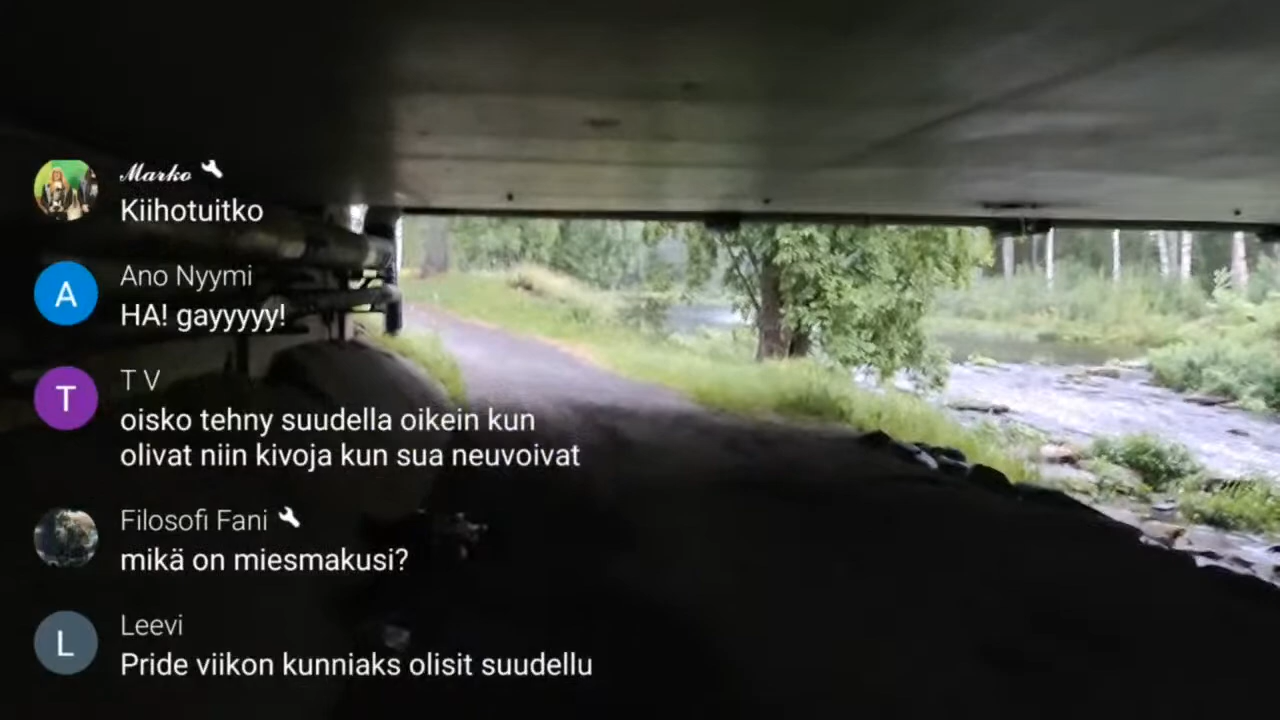 Marko
Kiihotuitko
A
Ano Nyymi
HA! gayyyyy!
T
T V
oisko tehny suudella oikein kun
olivat niin kivoja kun sua neuvoivat
Filosofi Fani
mikä on miesmakusi?
L
Leevi
Pride viikon kunniaks olisit suudellu